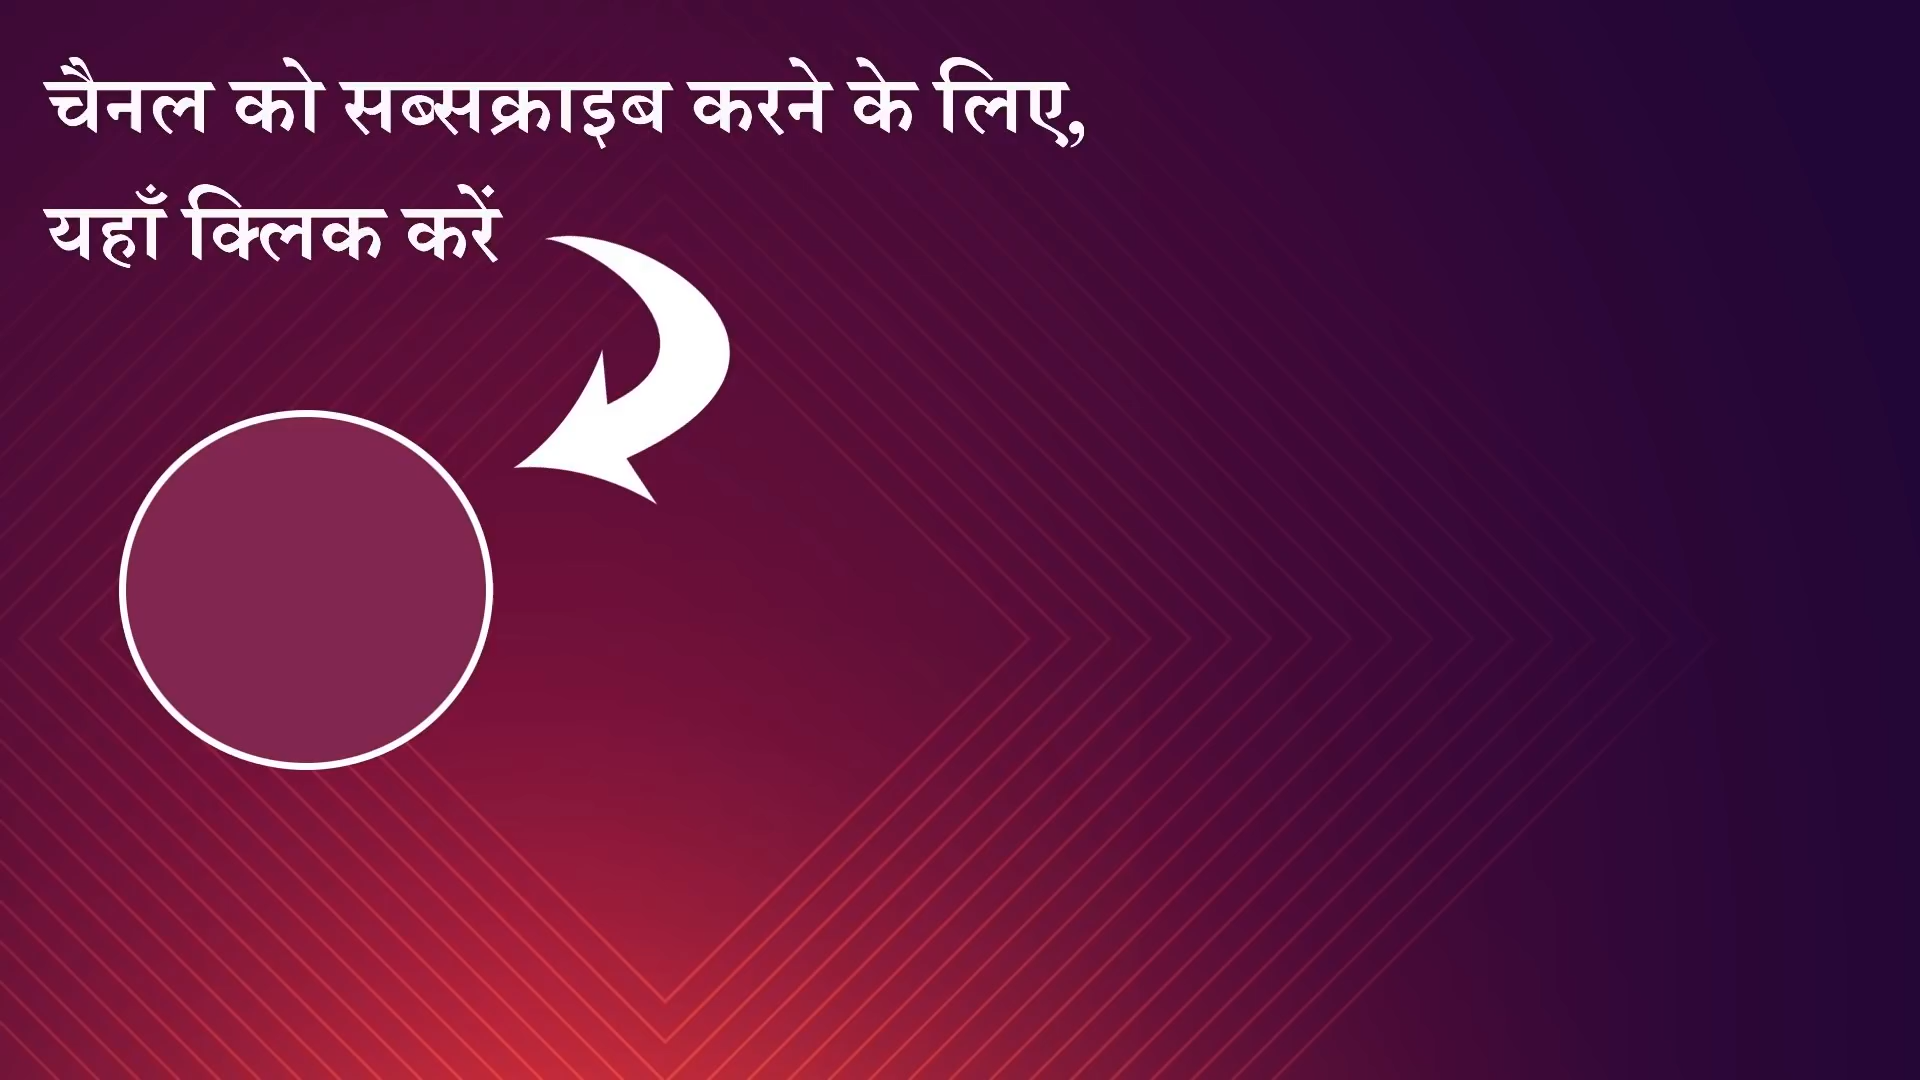 चैनल को सब्सक्राइब करने के लिए,
यहाँ क्लिक करें